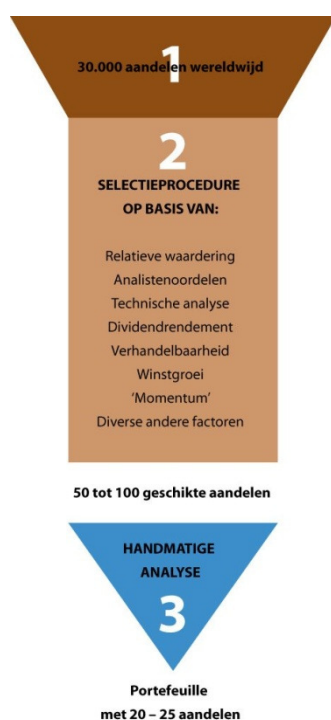 1
30.000 aandelen wereldwijd
2
SELECTIEPROCEDURE
OP BASIS VAN:
Relatieve waardering
Analistenoordelen
Technische analyse
Dividendrendement
Verhandelbaarheid
Winstgroei
‘Momentum’
Diverse andere factoren
50 tot 100 geschikte aandelen
HANDMATIGE
ANALYSE
3
Portefeuille
met 20 – 25 aandelen